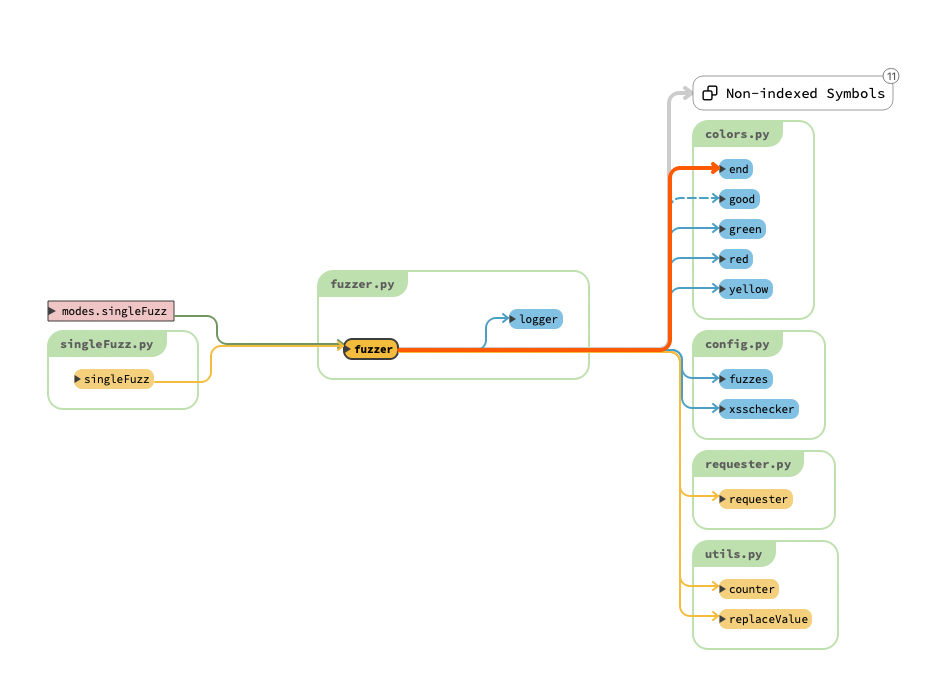 11
Non-indexed Symbols
colors.py
end
good
green
red
yellow
fuzzer.py
logger
fuzzer
modes.singleFuzz
singleFuzz.py
singleFuzz
config.py
fuzzes
xsschecker
requester.py
requester
utils.py
counter
replaceValue